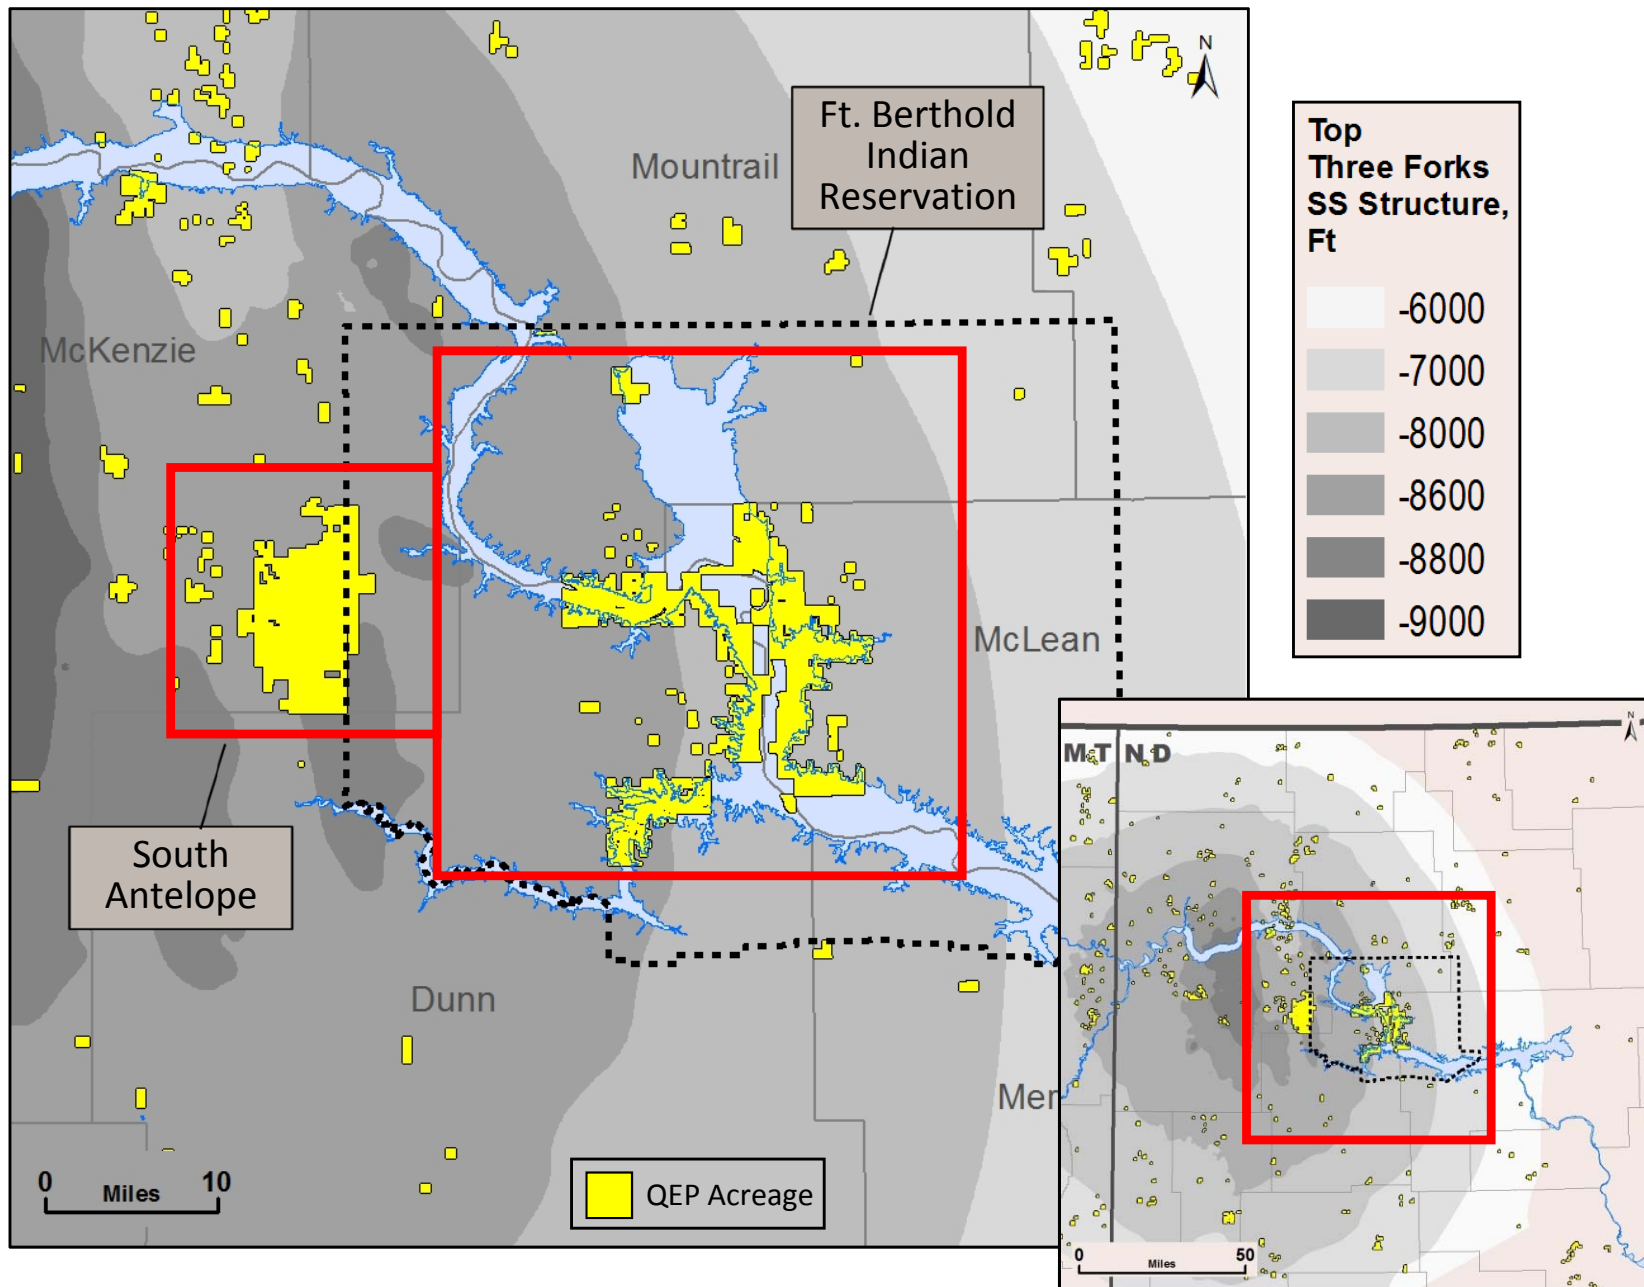 N
Ft. Berthold
Indian
Reservation
Mountrail
McKenzie
McLean
South
Antelope
Dunn
Mer
0 10
Miles
QEP Acreage
Top
Three Forks
SS Structure,
Ft
-6000
-7000
-8000
-8600
-8800
-9000
N
MT ND
0 50
Miles